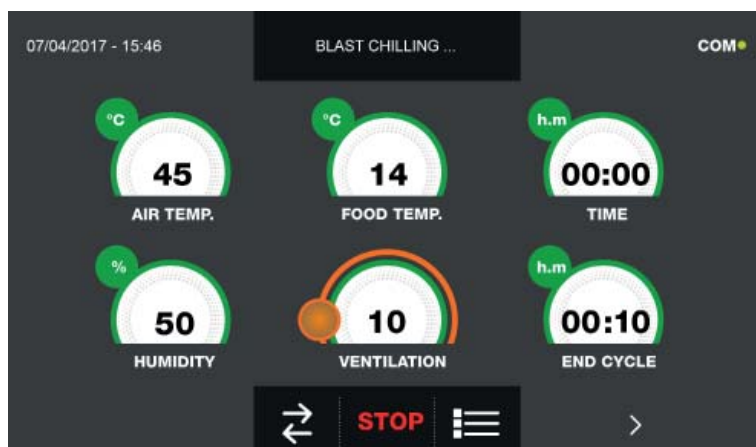 07/04/2017 - 15:46
BLAST CHILLING ...
COM
°C
45
AIR TEMP.
°C
14
FOOD TEMP.
h.m
00:00
TIME
%
50
HUMIDITY
10
VENTILATION
h.m
00:10
END CYCLE
STOP